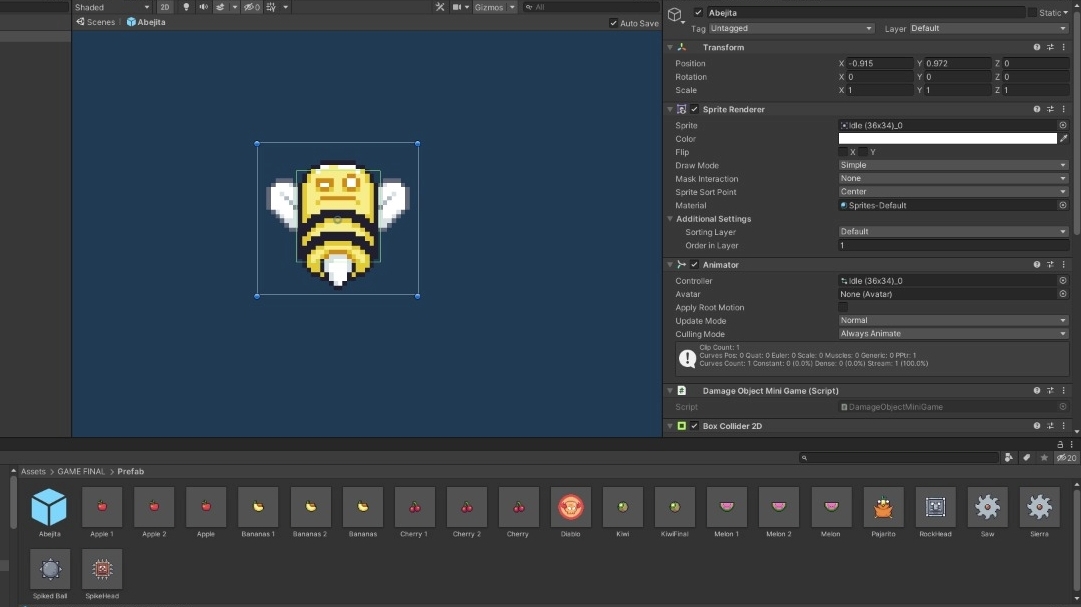 Shaded 2D 0 Gizmos All
Scenes Abejita Auto Save
Abejita Static
Tag Untagged Layer Default
Transform
Position X -0.915 Y 0.972 Z 0
Rotation X 0 Y 0 Z 0
Scale X 1 Y 1 Z 1
Sprite Renderer
Sprite Idle (36x34)_0
Color
Flip X Y
Draw Mode Simple
Mask Interaction None
Sprite Sort Point Center
Material Sprites-Default
Additional Settings
Sorting Layer Default
Order in Layer 1
Animator
Controller Idle (36x34)_0
Avatar None (Avatar)
Apply Root Motion
Update Mode Normal
Culling Mode Always Animate
Clip Count: 1
Curves Pos: 0 Quat: 0 Euler: 0 Scale: 0 Muscles: 0 Generic: 0 PPtr: 1
Curves Count: 1 Constant: 0 (0.0%) Dense: 0 (0.0%) Stream: 1 (100.0%)
Damage Object Mini Game (Script)
Script DamageObjectMiniGame
Box Collider 2D
20
Assets > GAME FINAL > Prefab
Abejita Apple 1 Apple 2 Apple Bananas 1 Bananas 2 Bananas Cherry 1 Cherry 2 Cherry Diablo Kiwi KiwiFinal Melon 1 Melon 2 Melon Pajarito RockHead Saw Sierra
Spiked Ball SpikeHead